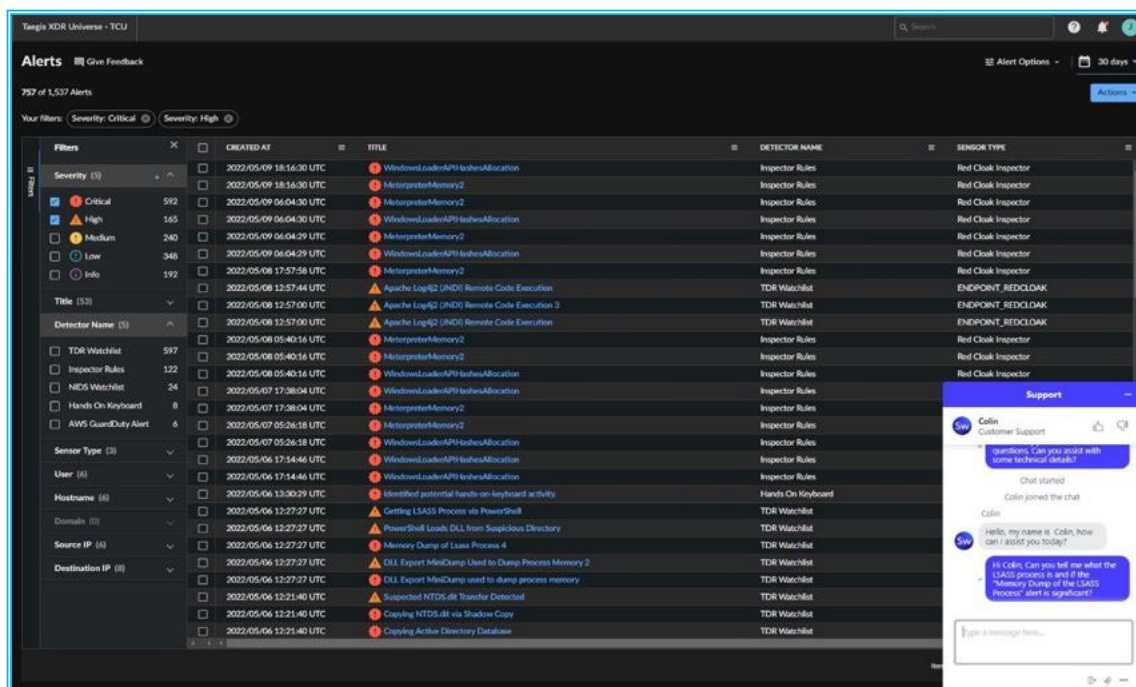 Taegis XDR Universe - TCU
Search
J
Alerts Give Feedback
Alert Options
30 days
757 of 1,537 Alerts
Actions
Your filters: Severity: Critical Severity: High
Filters
Filters CREATED AT TITLE DETECTOR NAME SENSOR TYPE
Severity (5)
Critical 592
High 165
Medium 240
Low 348
Info 192
Title (53)
Detector Name (5)
TDR Watchlist 597
Inspector Rules 122
NIDS Watchlist 24
Hands On Keyboard 8
AWS GuardDuty Alert 6
Sensor Type (3)
User (6)
Hostname (6)
Domain (0)
Source IP (6)
Destination IP (8)
2022/05/09 18:16:30 UTC WindowsLoaderAPIHashesAllocation Inspector Rules Red Cloak Inspector
2022/05/09 18:16:30 UTC MeterpreterMemory2 Inspector Rules Red Cloak Inspector
2022/05/09 06:04:30 UTC MeterpreterMemory2 Inspector Rules Red Cloak Inspector
2022/05/09 06:04:30 UTC WindowsLoaderAPIHashesAllocation Inspector Rules Red Cloak Inspector
2022/05/09 06:04:29 UTC MeterpreterMemory2 Inspector Rules Red Cloak Inspector
2022/05/09 06:04:29 UTC WindowsLoaderAPIHashesAllocation Inspector Rules Red Cloak Inspector
2022/05/08 17:57:58 UTC MeterpreterMemory2 Inspector Rules Red Cloak Inspector
2022/05/08 12:57:44 UTC Apache Log4j2 (JNDI) Remote Code Execution TDR Watchlist ENDPOINT_REDCLOAK
2022/05/08 12:57:00 UTC Apache Log4j2 (JNDI) Remote Code Execution 3 TDR Watchlist ENDPOINT_REDCLOAK
2022/05/08 12:57:00 UTC Apache Log4j2 (JNDI) Remote Code Execution TDR Watchlist ENDPOINT_REDCLOAK
2022/05/08 05:40:16 UTC MeterpreterMemory2 Inspector Rules Red Cloak Inspector
2022/05/08 05:40:16 UTC MeterpreterMemory2 Inspector Rules Red Cloak Inspector
2022/05/08 05:40:16 UTC WindowsLoaderAPIHashesAllocation Inspector Rules Red Cloak Inspector
2022/05/07 17:38:04 UTC WindowsLoaderAPIHashesAllocation Inspector Rules
2022/05/07 17:38:04 UTC MeterpreterMemory2 Inspector Rules
2022/05/07 05:26:18 UTC MeterpreterMemory2 Inspector Rules
2022/05/07 05:26:18 UTC WindowsLoaderAPIHashesAllocation Inspector Rules
2022/05/06 17:14:46 UTC WindowsLoaderAPIHashesAllocation Inspector Rules
2022/05/06 17:14:46 UTC WindowsLoaderAPIHashesAllocation Inspector Rules
2022/05/06 13:30:29 UTC Identified potential hands-on-keyboard activity. Hands On Keyboard
2022/05/06 12:27:27 UTC Getting LSASS Process via PowerShell TDR Watchlist
2022/05/06 12:27:27 UTC PowerShell Loads DLL from Suspicious Directory TDR Watchlist
2022/05/06 12:27:27 UTC Memory Dump of Lsass Process 4 TDR Watchlist
2022/05/06 12:27:27 UTC DLL Export MiniDump Used to Dump Process Memory 2 TDR Watchlist
2022/05/06 12:27:27 UTC DLL Export MiniDump used to dump process memory TDR Watchlist
2022/05/06 12:21:40 UTC Suspected NTDS.dit Transfer Detected TDR Watchlist
2022/05/06 12:21:40 UTC Copying NTDS.dit via Shadow Copy TDR Watchlist
2022/05/06 12:21:40 UTC Copying Active Directory Database TDR Watchlist
Support
Sw Colin
Customer Support
questions, Can you assist with
some technical details?
Chat started
Colin joined the chat
Colin
Sw Hello, my name is Colin, how
can I assist you today?
Hi Colin, Can you tell me what the
LSASS process is and if the
"Memory Dump of the LSASS
Process" alert is significant?
Type a message here...